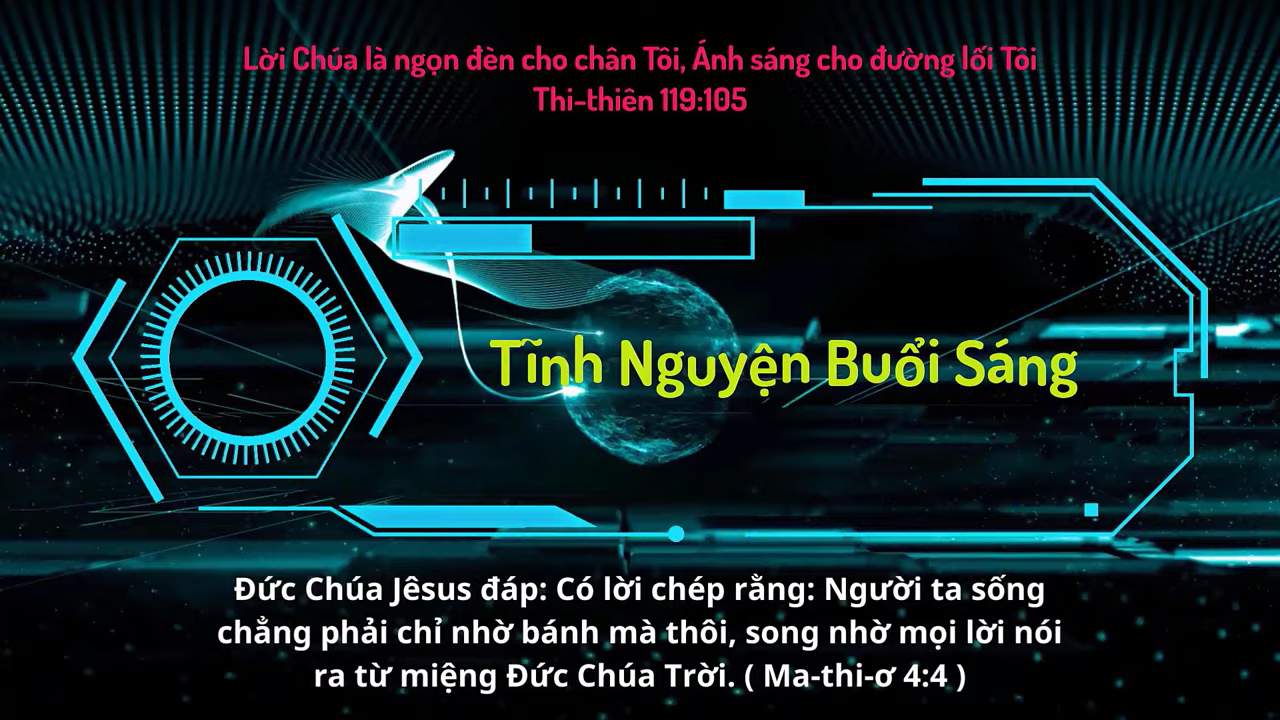 Lời Chúa là ngọn đèn cho chân Tôi, Ánh sáng cho đường lối Tôi
Thi-thiên 119:105
Tĩnh Nguyện Buổi Sáng
Đức Chúa Jêsus đáp: Có lời chép rằng: Người ta sống
chẳng phải chỉ nhờ bánh mà thôi, song nhờ mọi lời nói
ra từ miệng Đức Chúa Trời. ( Ma-thi-ơ 4:4 )